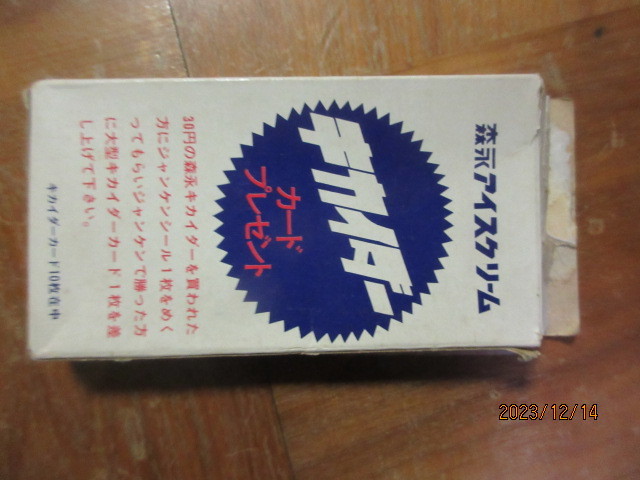 森永アイスクリーム
キカイダー
カード
プレゼント
30円の森永キカイダーを買われた
方にジャンケンシール1枚をめく
ってもらいジャンケンで勝った方
に大型キカイダーカード1枚を差
し上げて下さい。
キカイダーカード10枚在中
2023/12/14